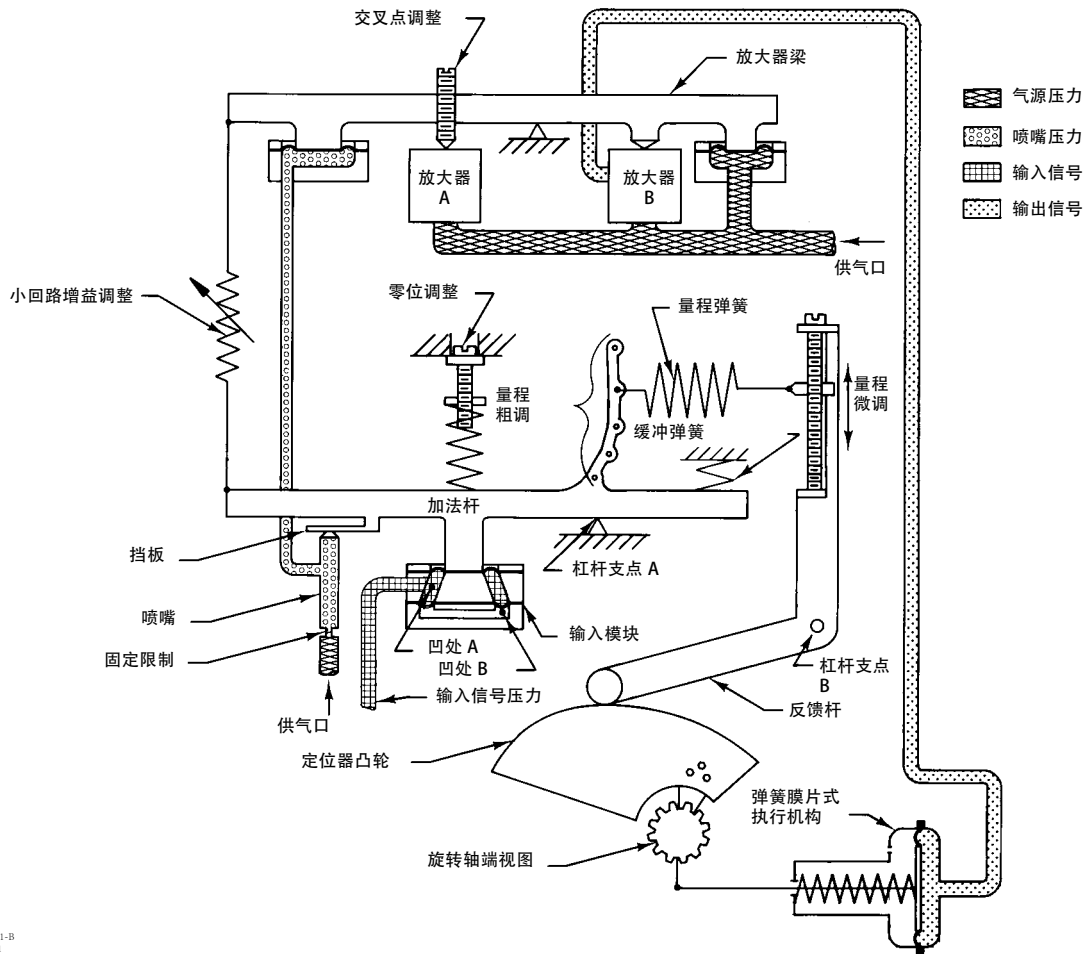 交叉点调整
放大器梁
气源压力
喷嘴压力
输入信号
输出信号
放大器
A
放大器
B
供气口
小回路增益调整
零位调整
量程弹簧
量程
粗调
缓冲弹簧
量程
微调
加法杆
挡板
杠杆支点 A
喷嘴
输入模块
凹处 A
凹处 B
固定限制
输入信号压力
杠杆支点
B
反馈杆
供气口
定位器凸轮
弹簧膜片式
执行机构
旋转轴端视图
1-B